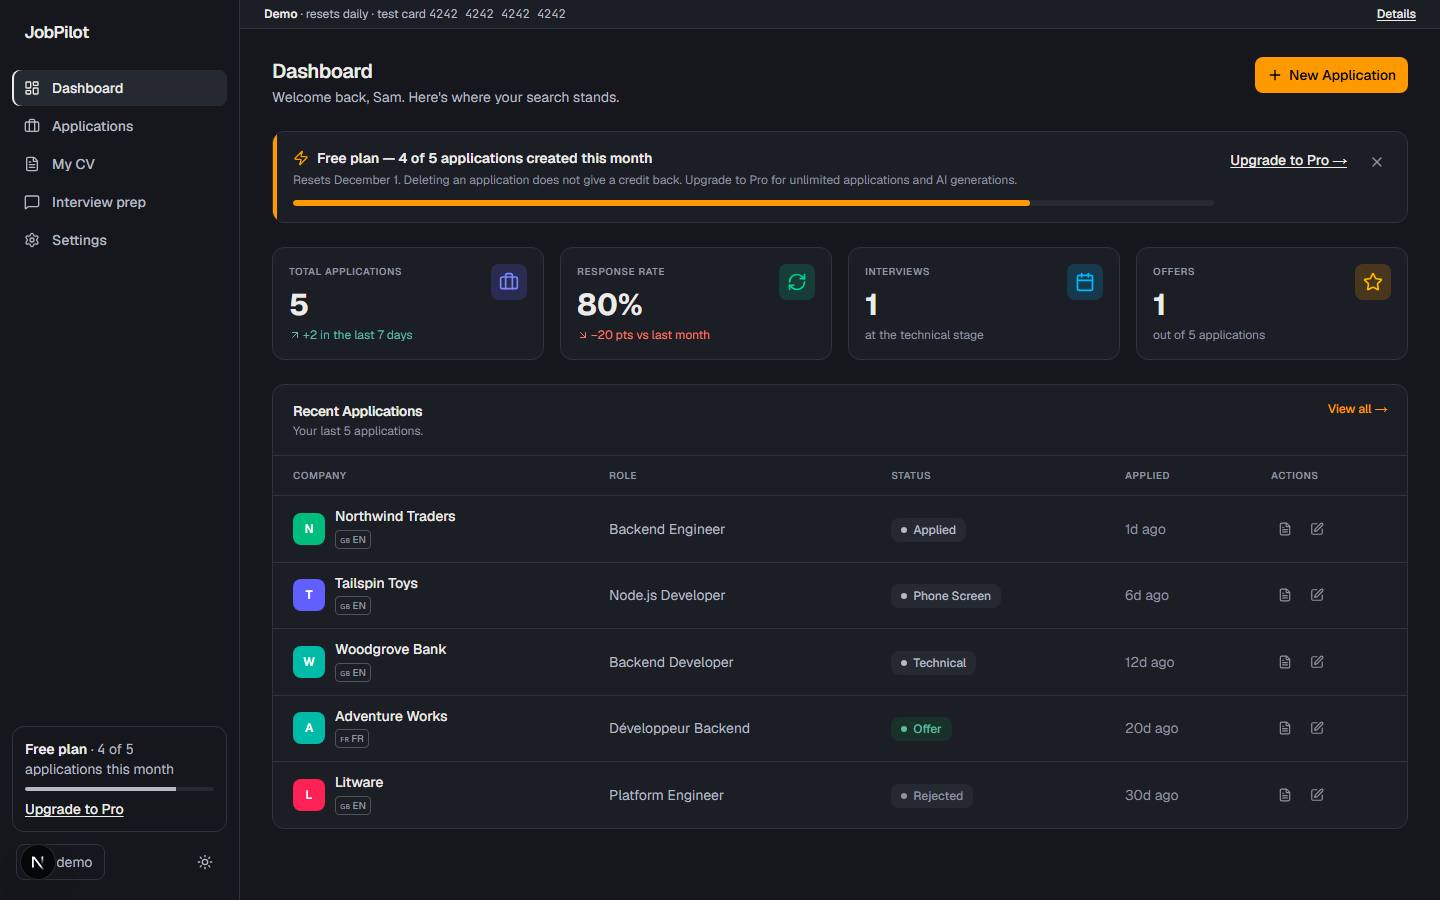 JobPilot
Dashboard
Applications
My CV
Interview prep
Settings
Free plan · 4 of 5
applications this month
Upgrade to Pro
N demo
Demo · resets daily · test card 4242 4242 4242 4242
Details
Dashboard
Welcome back, Sam. Here's where your search stands.
+ New Application
Free plan — 4 of 5 applications created this month
Resets December 1. Deleting an application does not give a credit back. Upgrade to Pro for unlimited applications and AI generations.
Upgrade to Pro →
TOTAL APPLICATIONS
5
↗ +2 in the last 7 days
RESPONSE RATE
80%
↘ −20 pts vs last month
INTERVIEWS
1
at the technical stage
OFFERS
1
out of 5 applications
Recent Applications
Your last 5 applications.
View all →
COMPANY ROLE STATUS APPLIED ACTIONS
N Northwind Traders GB EN Backend Engineer Applied 1d ago
T Tailspin Toys GB EN Node.js Developer Phone Screen 6d ago
W Woodgrove Bank GB EN Backend Developer Technical 12d ago
A Adventure Works FR FR Développeur Backend Offer 20d ago
L Litware GB EN Platform Engineer Rejected 30d ago